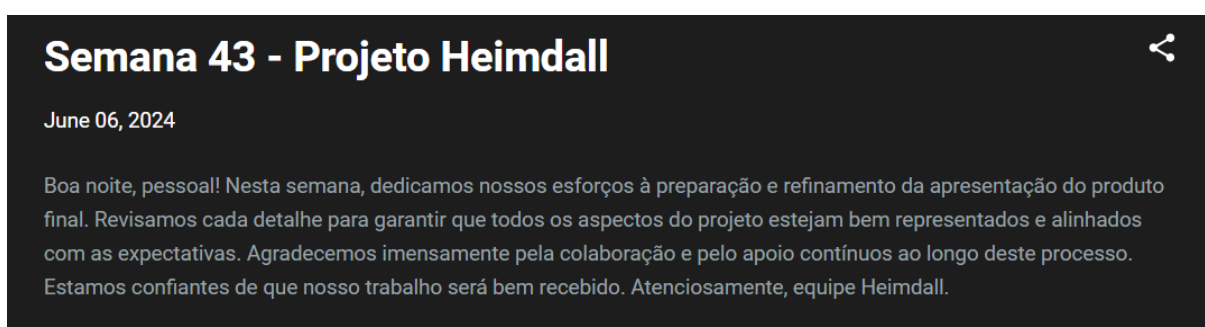 Semana 43 - Projeto Heimdall
June 06, 2024
Boa noite, pessoal! Nesta semana, dedicamos nossos esforços à preparação e refinamento da apresentação do produto
final. Revisamos cada detalhe para garantir que todos os aspectos do projeto estejam bem representados e alinhados
com as expectativas. Agradecemos imensamente pela colaboração e pelo apoio contínuos ao longo deste processo.
Estamos confiantes de que nosso trabalho será bem recebido. Atenciosamente, equipe Heimdall.